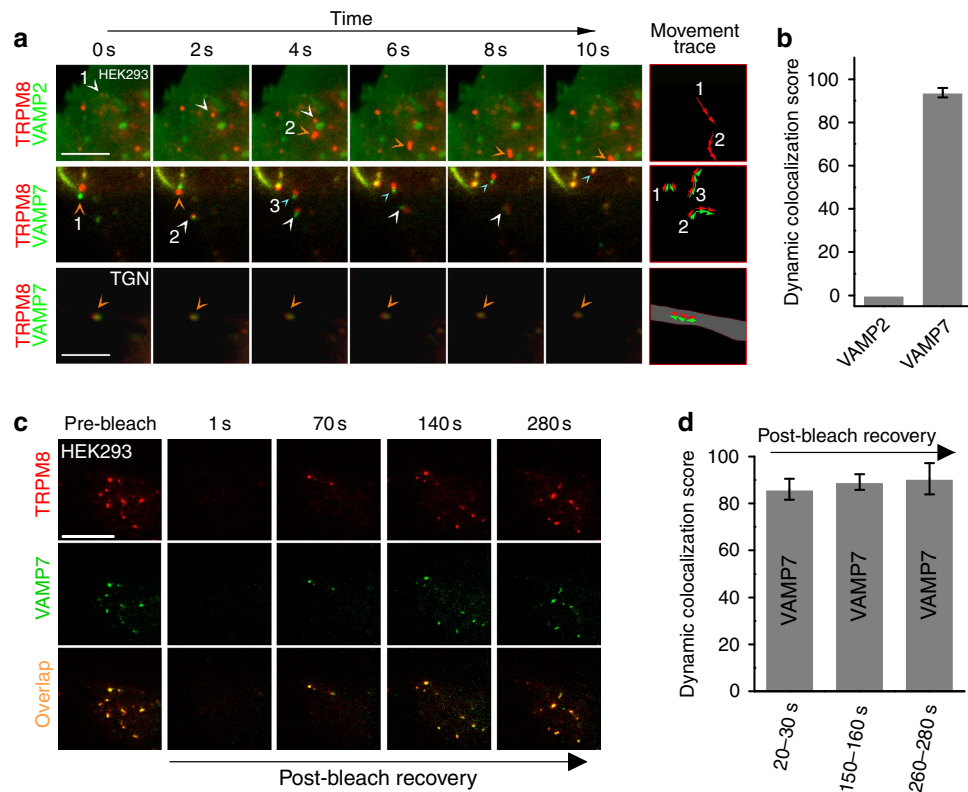 a
Time
0 s 2 s 4 s 6 s 8 s 10 s
Movement
trace
TRPM8
VAMP2
HEK293
1
2
1
2
TRPM8
VAMP7
1
2
3
1
3
2
TRPM8
VAMP7
TGN
b
Dynamic colocalization score
100
80
60
40
20
0
VAMP2
VAMP7
c
Pre-bleach 1 s 70 s 140 s 280 s
HEK293
TRPM8
VAMP7
Overlap
Post-bleach recovery
d
Post-bleach recovery
Dynamic colocalization score
100
80
60
40
20
0
VAMP7
VAMP7
VAMP7
20–30 s
150–160 s
260–280 s